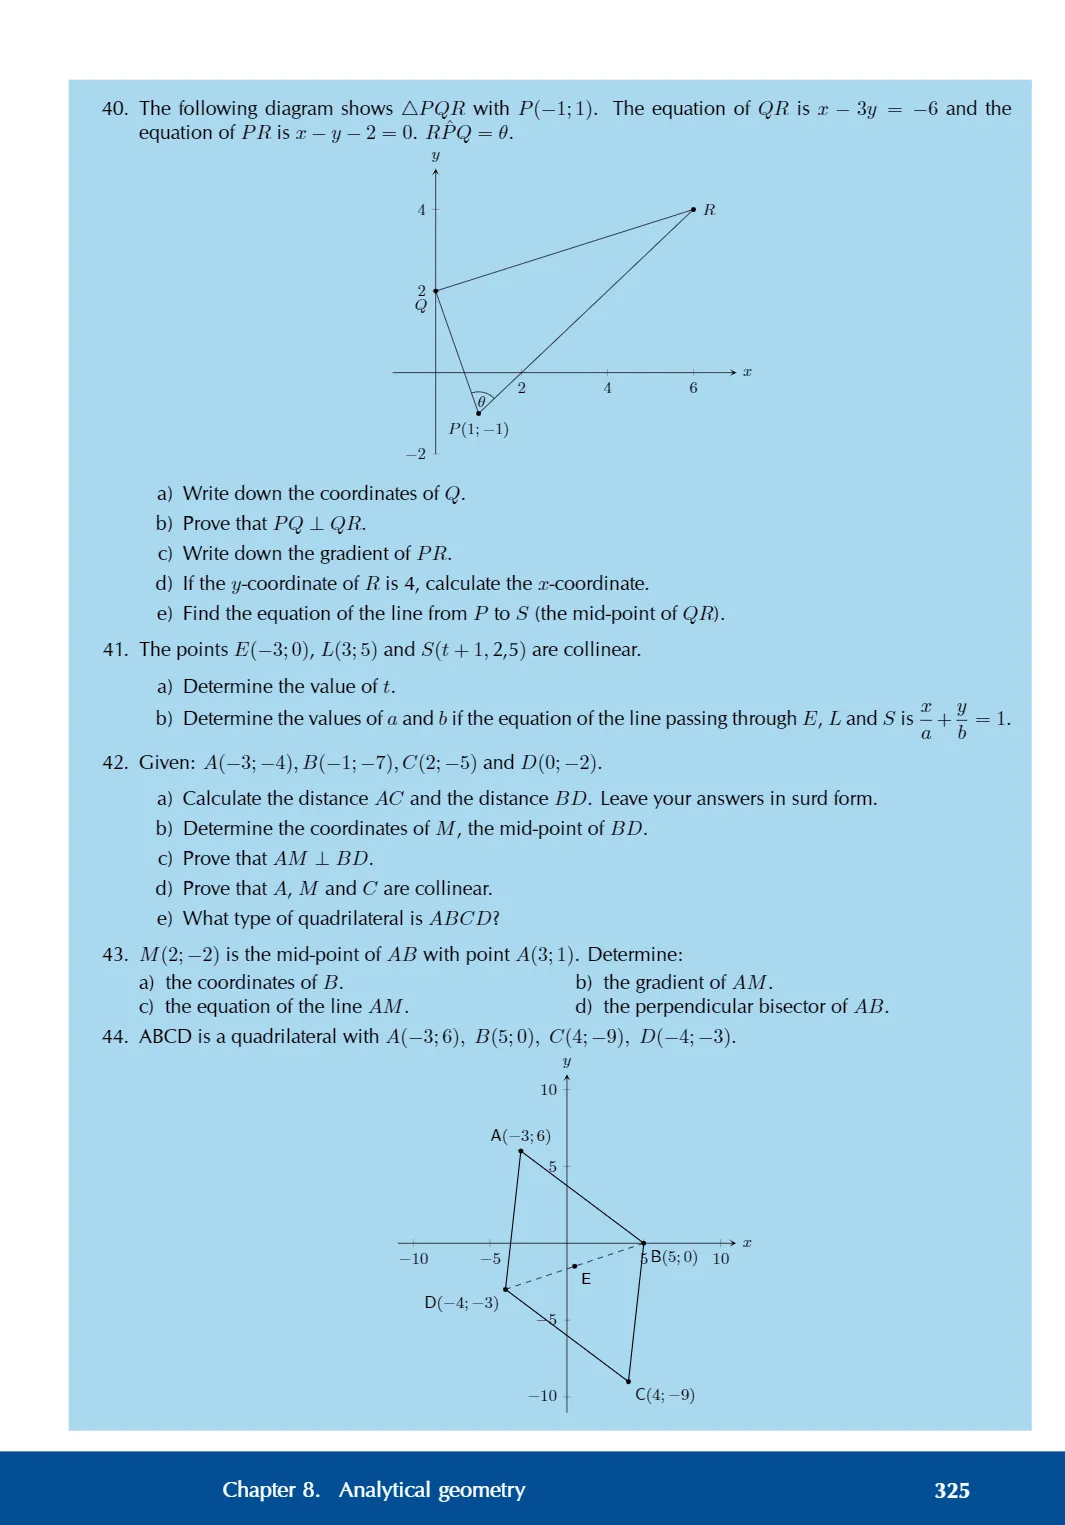 40. The following diagram shows △PQR with P(−1; 1). The equation of QR is x − 3y = −6 and the
equation of PR is x − y − 2 = 0. RP̂Q = θ.
y
4
R
2
Q
x
2
4
6
θ
P(1; −1)
−2
a) Write down the coordinates of Q.
b) Prove that PQ ⊥ QR.
c) Write down the gradient of PR.
d) If the y-coordinate of R is 4, calculate the x-coordinate.
e) Find the equation of the line from P to S (the mid-point of QR).
41. The points E(−3; 0), L(3; 5) and S(t + 1, 2,5) are collinear.
a) Determine the value of t.
b) Determine the values of a and b if the equation of the line passing through E, L and S is x/a + y/b = 1.
42. Given: A(−3; −4), B(−1; −7), C(2; −5) and D(0; −2).
a) Calculate the distance AC and the distance BD. Leave your answers in surd form.
b) Determine the coordinates of M, the mid-point of BD.
c) Prove that AM ⊥ BD.
d) Prove that A, M and C are collinear.
e) What type of quadrilateral is ABCD?
43. M(2; −2) is the mid-point of AB with point A(3; 1). Determine:
a) the coordinates of B. b) the gradient of AM.
c) the equation of the line AM. d) the perpendicular bisector of AB.
44. ABCD is a quadrilateral with A(−3; 6), B(5; 0), C(4; −9), D(−4; −3).
y
10
A(−3; 6)
5
x
−10 −5 5 B(5; 0) 10
E
D(−4; −3)
−5
−10
C(4; −9)
Chapter 8. Analytical geometry 325